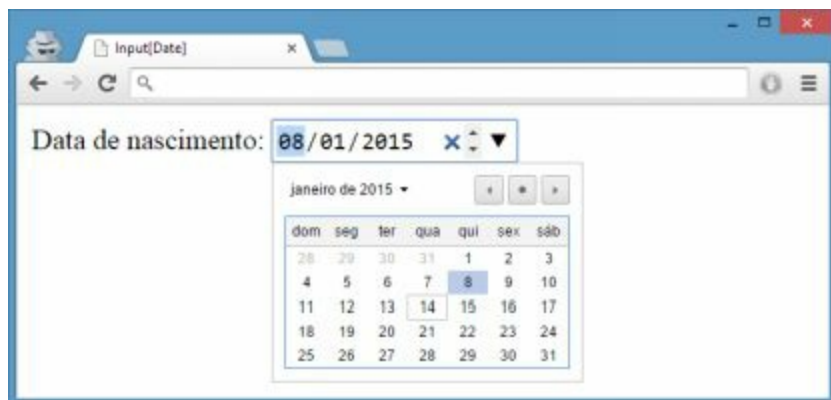 Input[Date]
Data de nascimento: 08/01/2015
janeiro de 2015
dom seg ter qua qui sex sáb
28 29 30 31 1 2 3
4 5 6 7 8 9 10
11 12 13 14 15 16 17
18 19 20 21 22 23 24
25 26 27 28 29 30 31